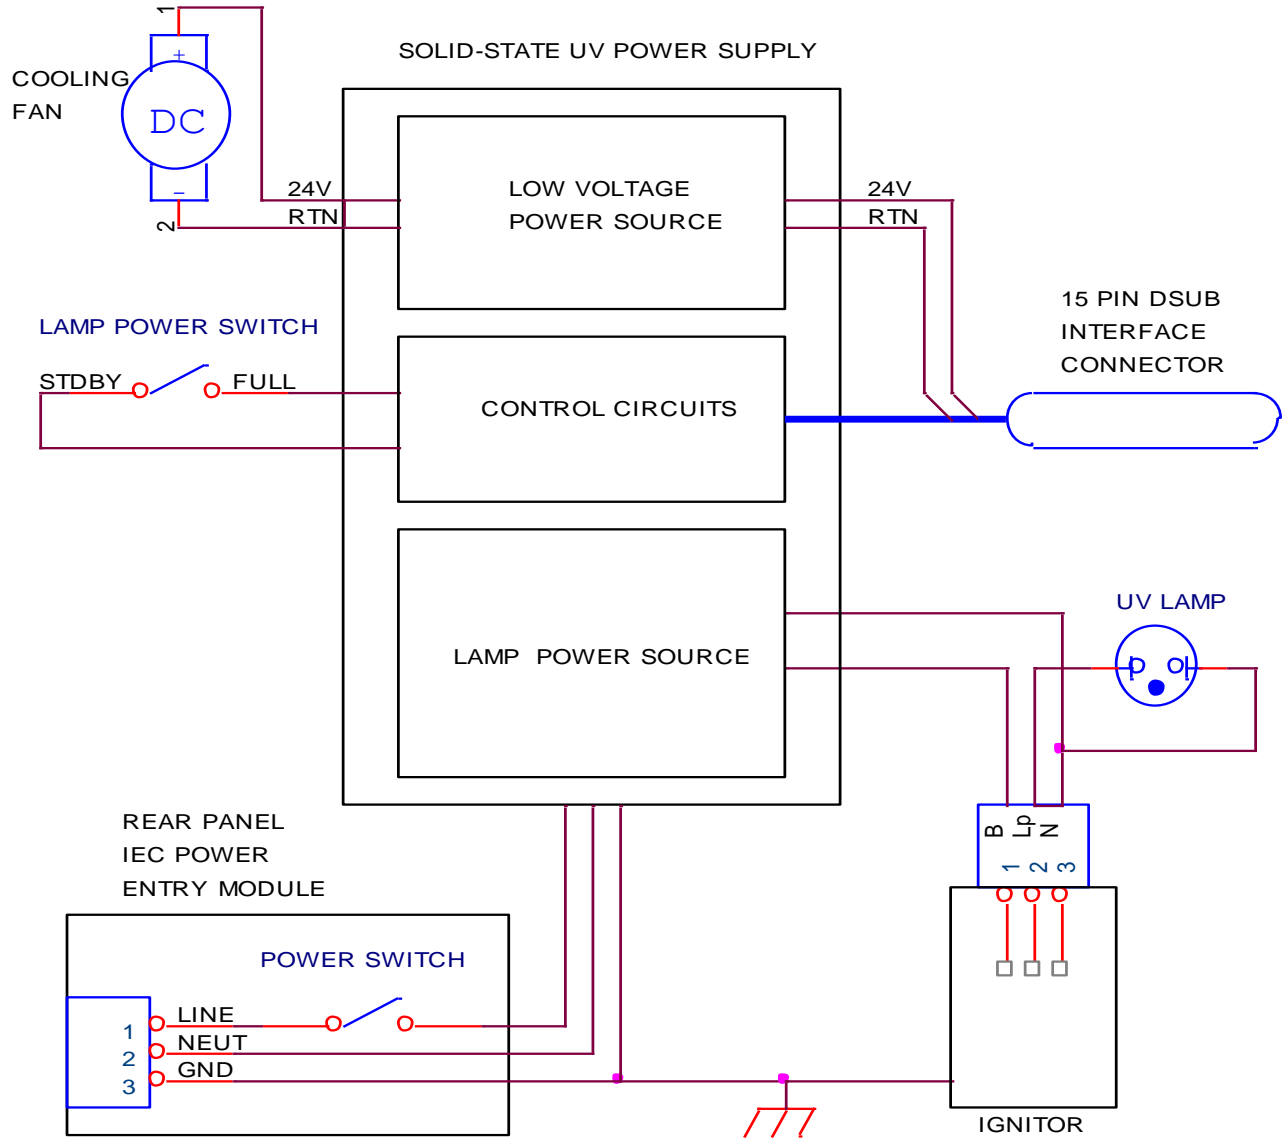 SOLID-STATE UV POWER SUPPLY
1
+
COOLING
FAN
DC
-
2
24V
RTN
LOW VOLTAGE
POWER SOURCE
24V
RTN
15 PIN DSUB
INTERFACE
CONNECTOR
LAMP POWER SWITCH
STDBY
FULL
CONTROL CIRCUITS
LAMP POWER SOURCE
UV LAMP
B
Lp
N
1
2
3
REAR PANEL
IEC POWER
ENTRY MODULE
POWER SWITCH
1
LINE
2
NEUT
3
GND
IGNITOR